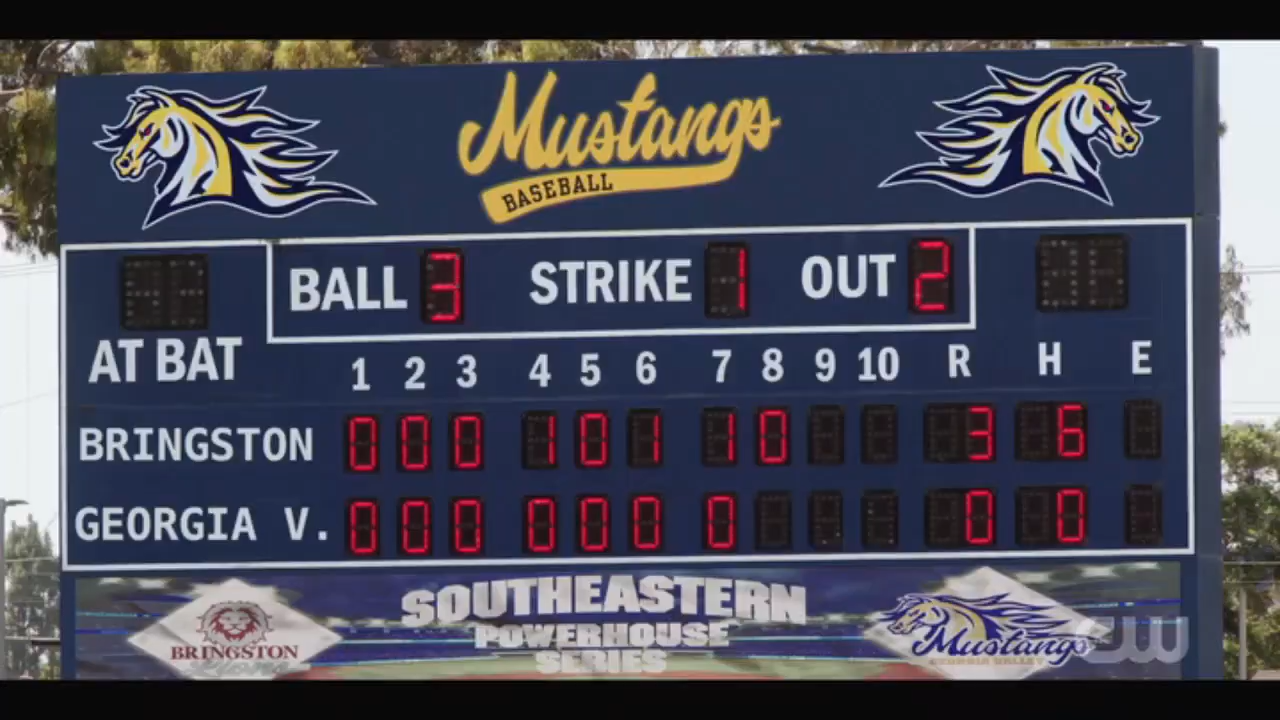 Mustangs
BASEBALL
BALL 3 STRIKE 1 OUT 2
AT BAT
1 2 3 4 5 6 7 8 9 10 R H E
BRINGSTON 0 0 0 1 0 1 1 0 3 6
GEORGIA V. 0 0 0 0 0 0 0 0 0
SOUTHEASTERN
POWERHOUSE
SERIES
BRINGSTON
Mustangs
GEORGIA VALLEY
CW